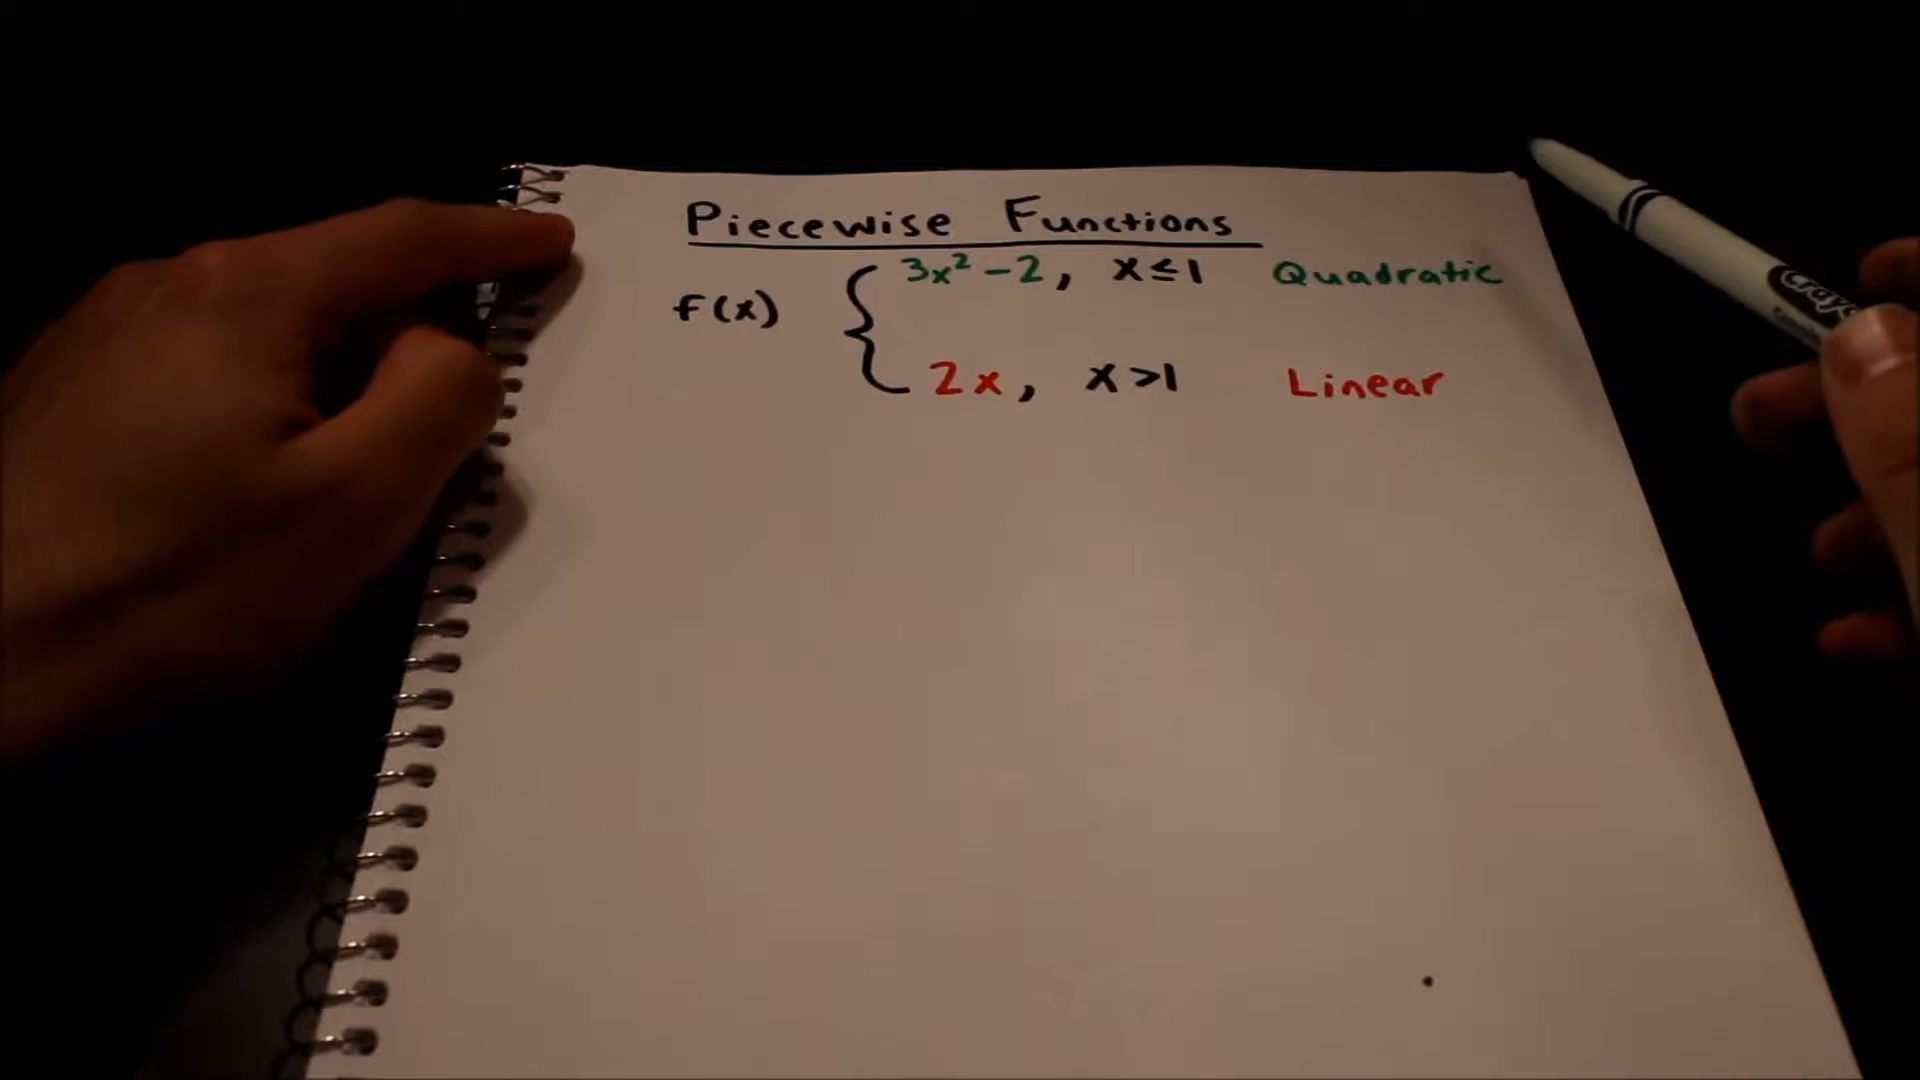 Piecewise Functions
3x² - 2, x ≤ 1 Quadratic
f(x) {
2x, x > 1 Linear